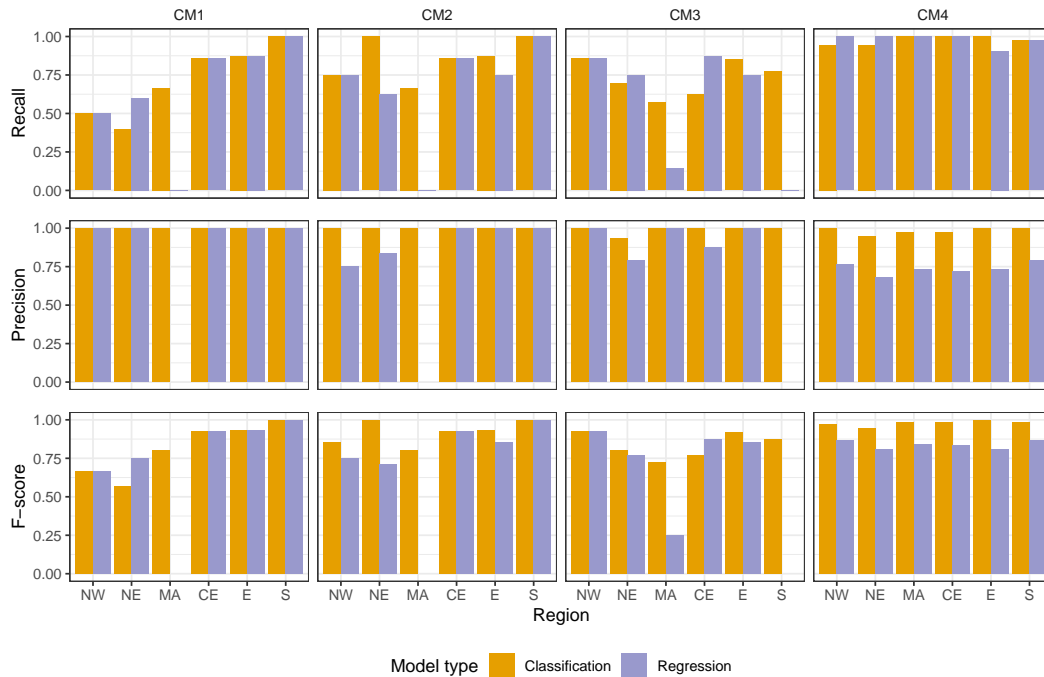 CM1 CM2 CM3 CM4
Recall
1.00
0.75
0.50
0.25
0.00
Precision
1.00
0.75
0.50
0.25
0.00
F−score
1.00
0.75
0.50
0.25
0.00
NW NE MA CE E S NW NE MA CE E S NW NE MA CE E S NW NE MA CE E S
Region
Model type Classification Regression